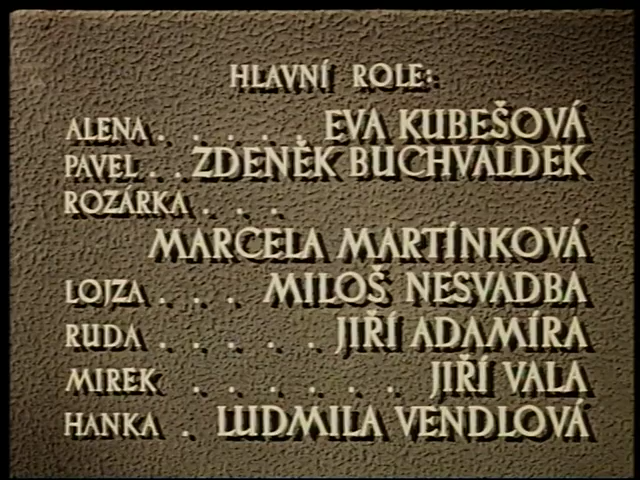 HLAVNÍ ROLE:
ALENA . . . . . EVA KUBEŠOVÁ
PAVEL . . ZDENĚK BUCHVALDEK
ROZÁRKA . . .
MARCELA MARTÍNKOVÁ
LOJZA . . . MILOŠ NESVADBA
RUDA . . . . . JIŘÍ ADAMÍRA
MIREK . . . . . . JIŘÍ VALA
HANKA . LUDMILA VENDLOVÁ